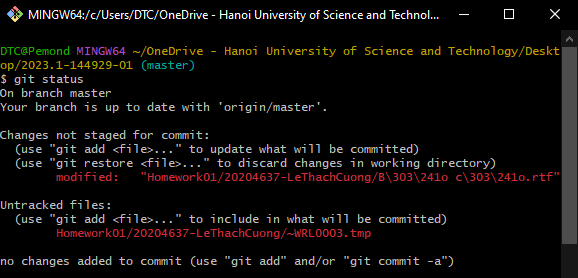 MINGW64:/c/Users/DTC/OneDrive - Hanoi University of Science and Technol...
DTC@Pemond MINGW64 ~/OneDrive - Hanoi University of Science and Technology/Deskt
op/2023.1-144929-01 (master)
$ git status
On branch master
Your branch is up to date with 'origin/master'.
Changes not staged for commit:
(use "git add <file>..." to update what will be committed)
(use "git restore <file>..." to discard changes in working directory)
modified:   "Homework01/20204637-LeThachCuong/B\303\241o c\303\241o.rtf"
Untracked files:
(use "git add <file>..." to include in what will be committed)
Homework01/20204637-LeThachCuong/~WRL0003.tmp
no changes added to commit (use "git add" and/or "git commit -a")